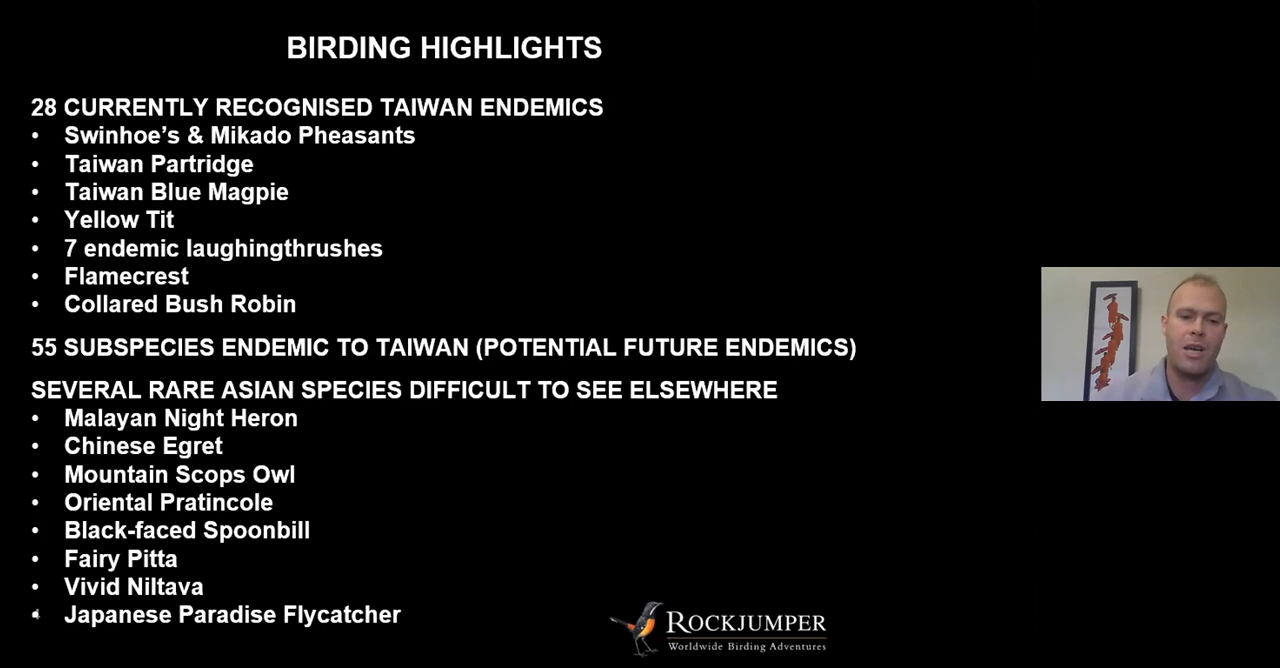 BIRDING HIGHLIGHTS
28 CURRENTLY RECOGNISED TAIWAN ENDEMICS
• Swinhoe's & Mikado Pheasants
• Taiwan Partridge
• Taiwan Blue Magpie
• Yellow Tit
• 7 endemic laughingthrushes
• Flamecrest
• Collared Bush Robin
55 SUBSPECIES ENDEMIC TO TAIWAN (POTENTIAL FUTURE ENDEMICS)
SEVERAL RARE ASIAN SPECIES DIFFICULT TO SEE ELSEWHERE
• Malayan Night Heron
• Chinese Egret
• Mountain Scops Owl
• Oriental Pratincole
• Black-faced Spoonbill
• Fairy Pitta
• Vivid Niltava
• Japanese Paradise Flycatcher
ROCKJUMPER
Worldwide Birding Adventures